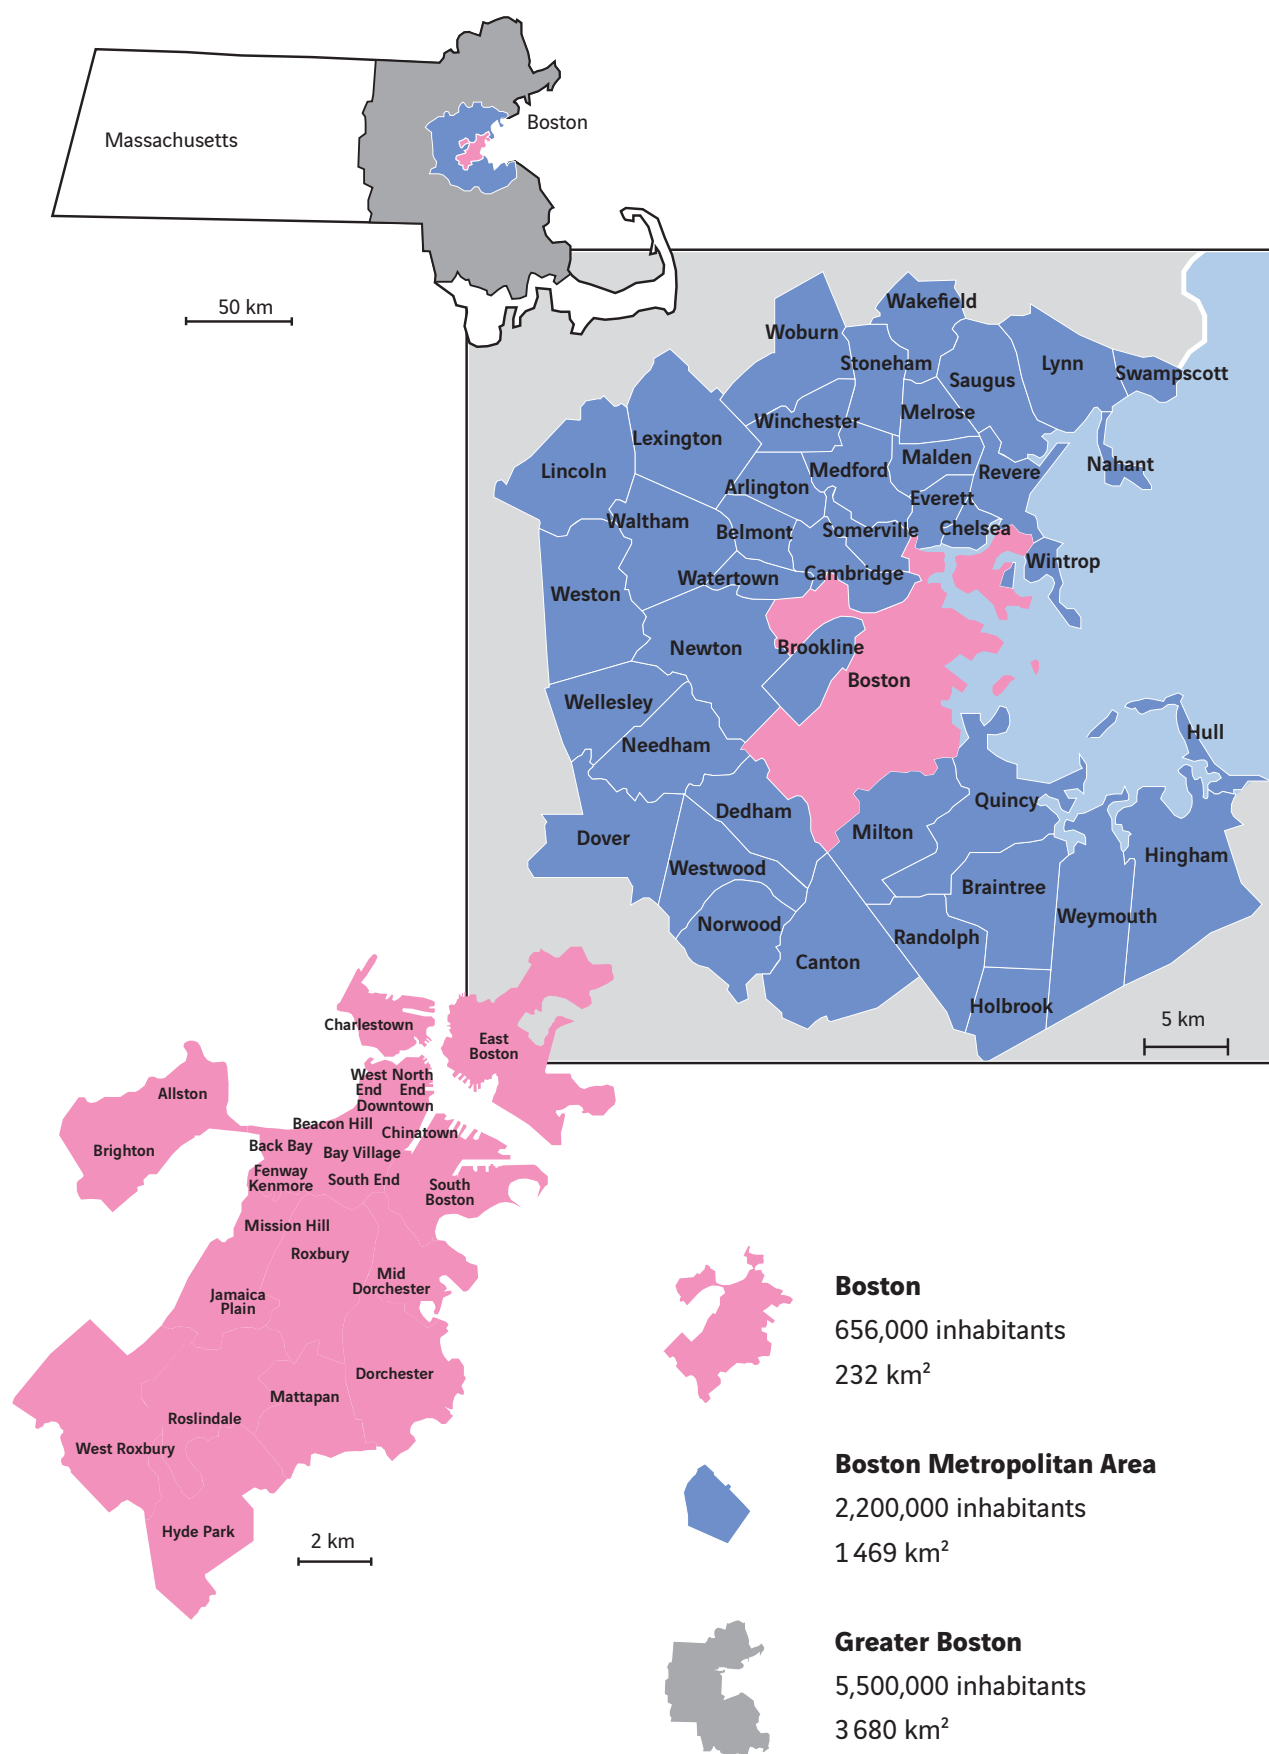 Massachusetts
Boston
50 km
Wakefield
Woburn
Stoneham
Lynn
Swampscott
Saugus
Melrose
Winchester
Lexington
Nahant
Malden
Medford
Lincoln
Revere
Arlington
Everett
Waltham
Chelsea
Somerville
Belmont
Wintrop
Cambridge
Watertown
Weston
Newton
Brookline
Boston
Wellesley
Hull
Needham
Quincy
Dedham
Milton
Dover
Hingham
Westwood
Braintree
Weymouth
Norwood
Randolph
Canton
Holbrook
5 km
Charlestown
East
Boston
West North
End End
Downtown
Allston
Beacon Hill
Chinatown
Back Bay
Bay Village
Brighton
Fenway
Kenmore
South End
South
Boston
Mission Hill
Roxbury
Mid
Dorchester
Jamaica
Plain
Dorchester
Mattapan
Roslindale
West Roxbury
Hyde Park
2 km
Boston
656,000 inhabitants
232 km²
Boston Metropolitan Area
2,200,000 inhabitants
1 469 km²
Greater Boston
5,500,000 inhabitants
3 680 km²